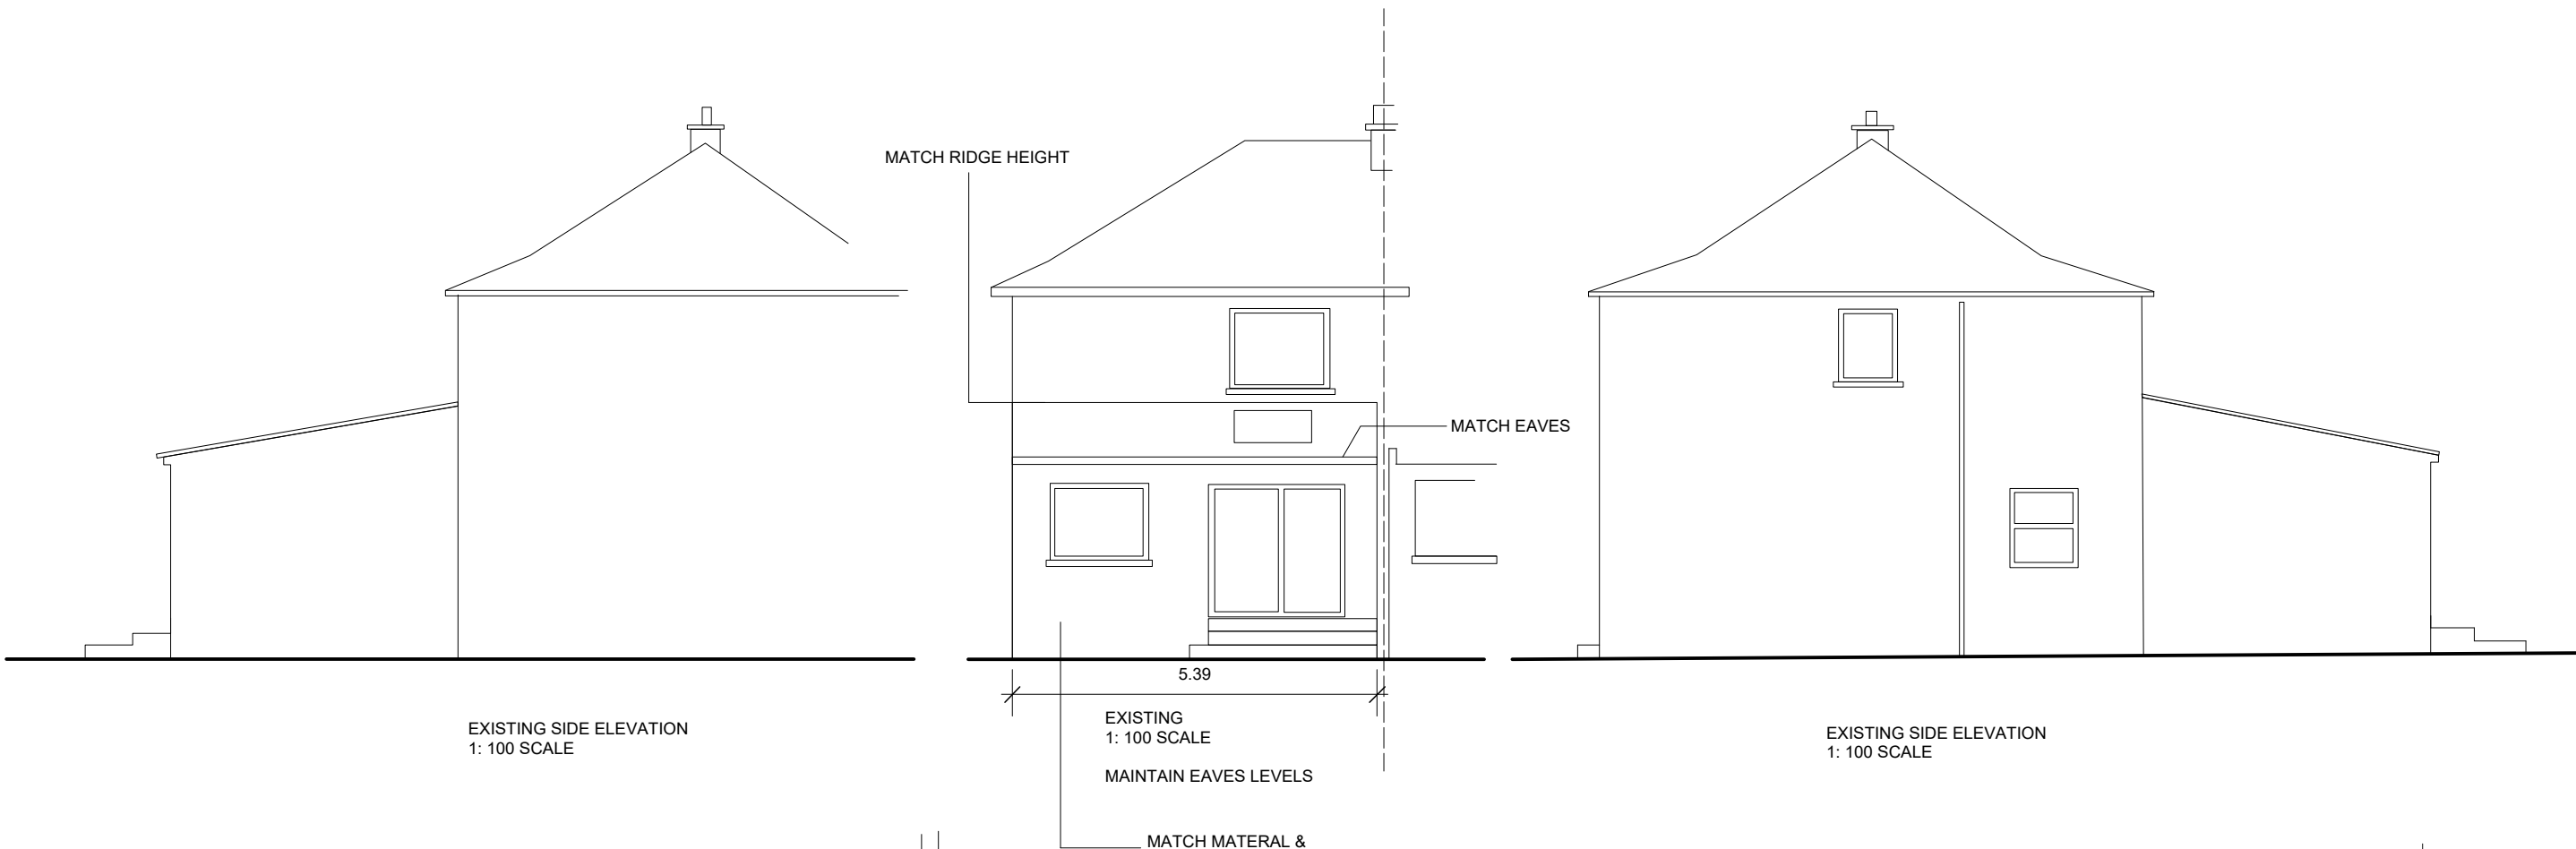 MATCH RIDGE HEIGHT
MATCH EAVES
5.39
EXISTING SIDE ELEVATION
1: 100 SCALE
EXISTING
1: 100 SCALE
MAINTAIN EAVES LEVELS
EXISTING SIDE ELEVATION
1: 100 SCALE
MATCH MATERAL &